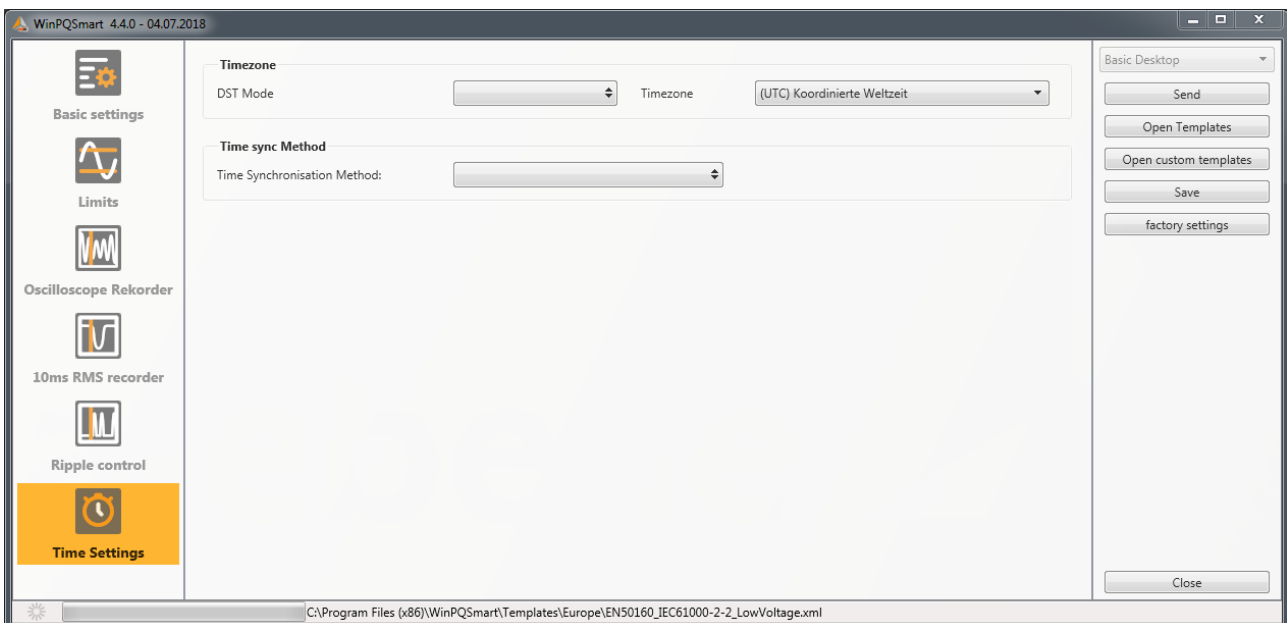 WinPQSmart 4.4.0 - 04.07.2018
Basic settings
Limits
Oscilloscope Rekorder
10ms RMS recorder
Ripple control
Time Settings
Timezone
DST Mode
Timezone
(UTC) Koordinierte Weltzeit
Time sync Method
Time Synchronisation Method:
Basic Desktop
Send
Open Templates
Open custom templates
Save
factory settings
Close
C:\Program Files (x86)\WinPQSmart\Templates\Europe\EN50160_IEC61000-2-2_LowVoltage.xml